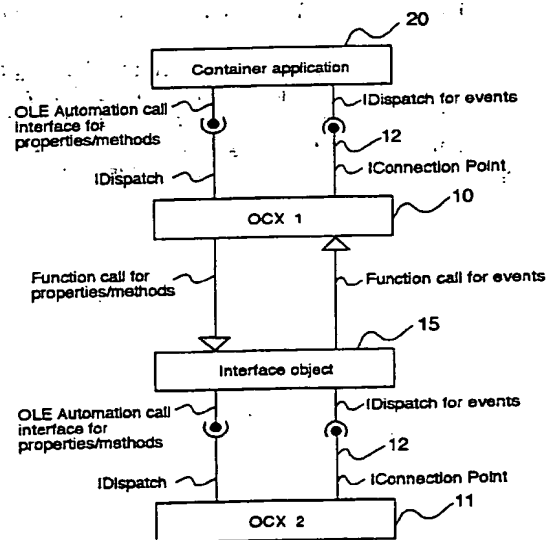 20
Container application
OLE Automation call
interface for
properties/methods
IDispatch for events
12
IDispatch
IConnection Point
10
OCX 1
Function call for
properties/methods
Function call for events
15
Interface object
OLE Automation call
interface for
properties/methods
IDispatch for events
12
IDispatch
IConnection Point
11
OCX 2